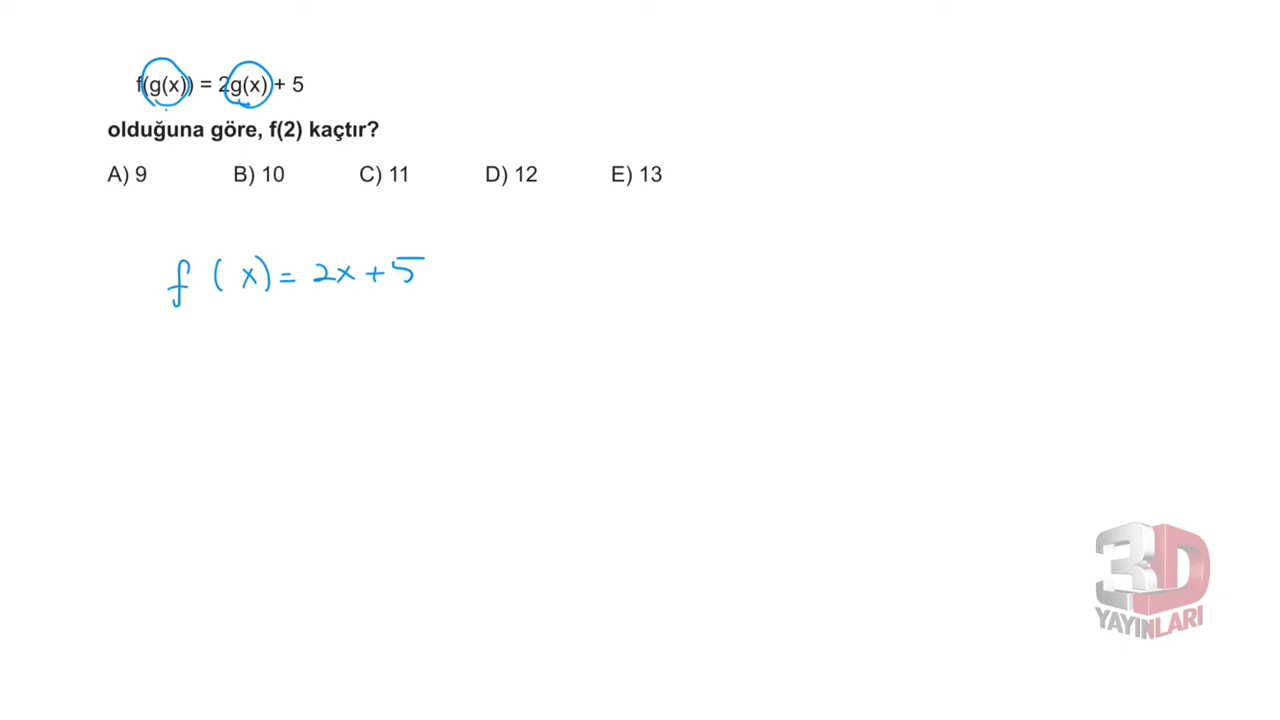 f(g(x)) = 2g(x) + 5
olduğuna göre, f(2) kaçtır?
A) 9 B) 10 C) 11 D) 12 E) 13
f (x) = 2x + 5
3D
YAYINLARI